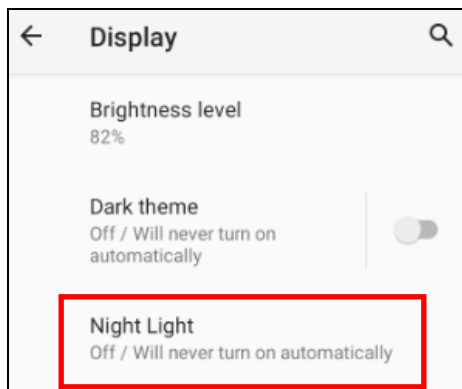 Display
Brightness level
82%
Dark theme
Off / Will never turn on
automatically
Night Light
Off / Will never turn on automatically